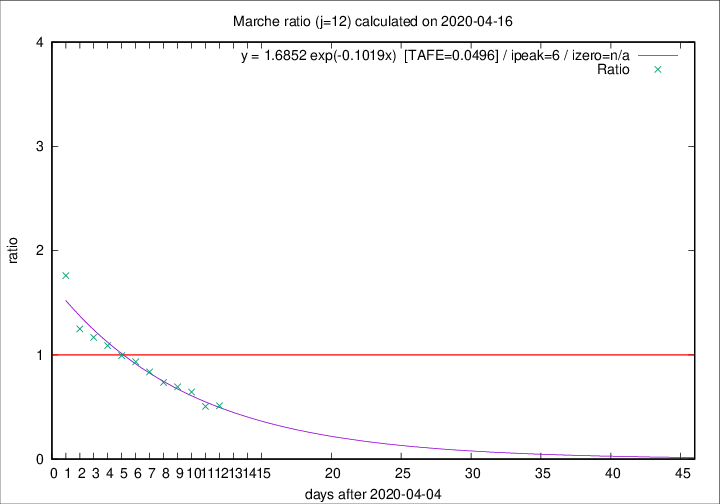 Marche ratio (j=12) calculated on 2020-04-16
y = 1.6852 exp(-0.1019x) [TAFE=0.0496] / ipeak=6 / izero=n/a
Ratio
4
3
2
1
0
ratio
0 1 2 3 4 5 6 7 8 9 10 11 12 13 14 15 20 25 30 35 40 45
days after 2020-04-04